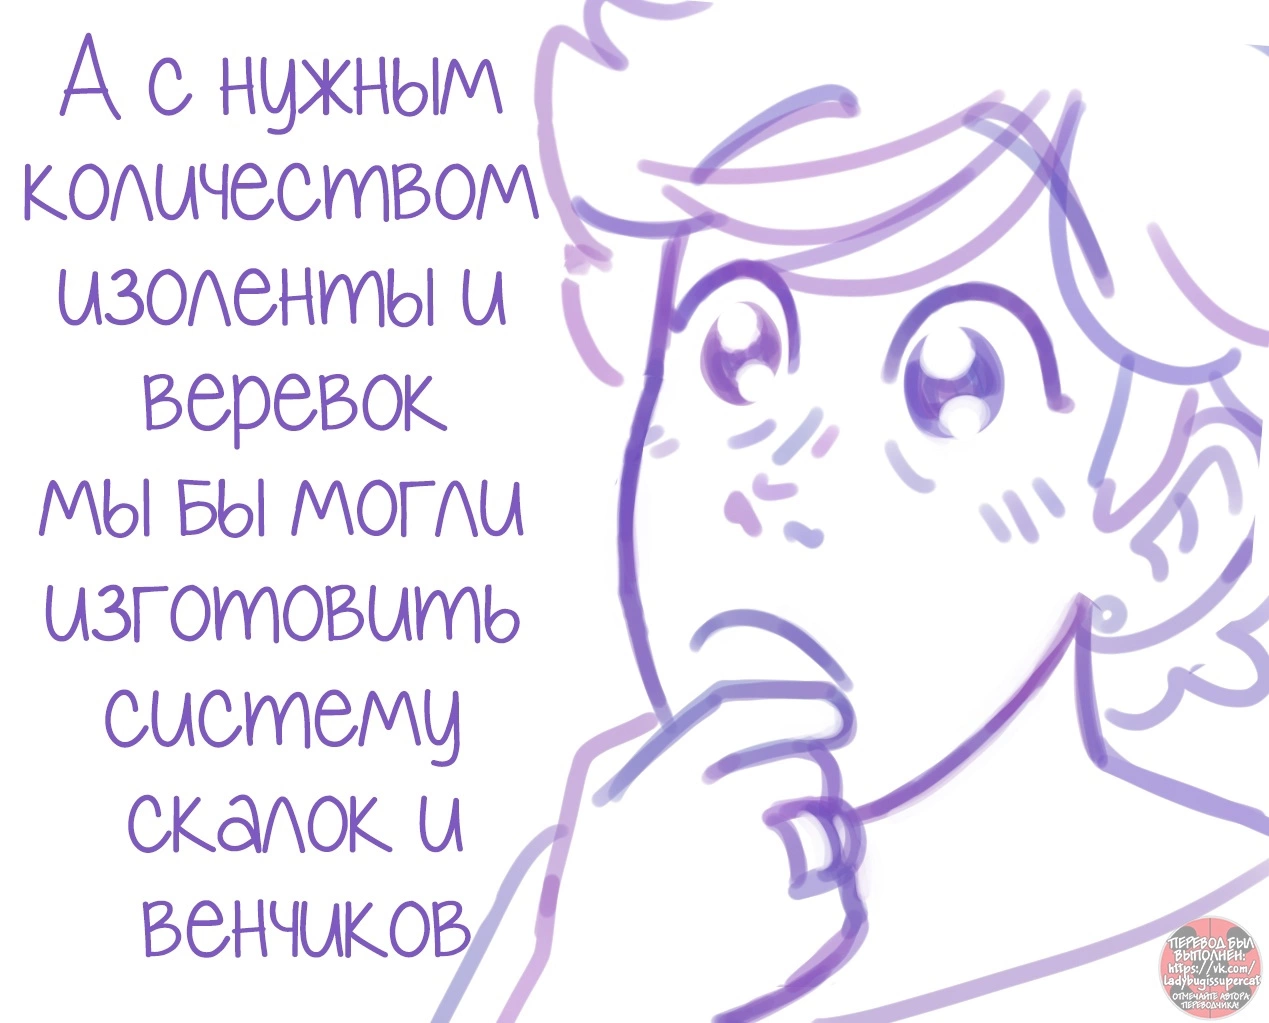 А с нужным
количеством
изоленты и
веревок
мы бы могли
изготовить
систему
скалок и
венчиков
ПЕРЕВОД БЫЛ
ВЫПОЛНЕН:
https://vk.com/
ladybugissupercat
ОТМЕЧАЙТЕ АВТОРА
ПЕРЕВОДЧИКА!